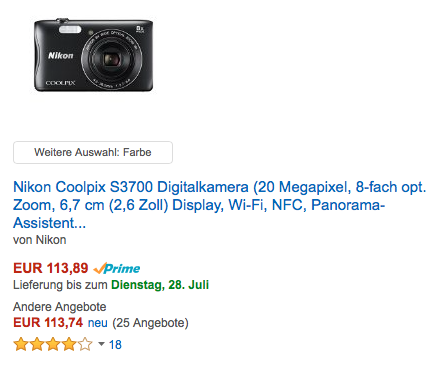 Nikon
8x
COOLPIX
Weitere Auswahl: Farbe
Nikon Coolpix S3700 Digitalkamera (20 Megapixel, 8-fach opt.
Zoom, 6,7 cm (2,6 Zoll) Display, Wi-Fi, NFC, Panorama-
Assistent...
von Nikon
EUR 113,89 Prime
Lieferung bis zum Dienstag, 28. Juli
Andere Angebote
EUR 113,74 neu (25 Angebote)
18